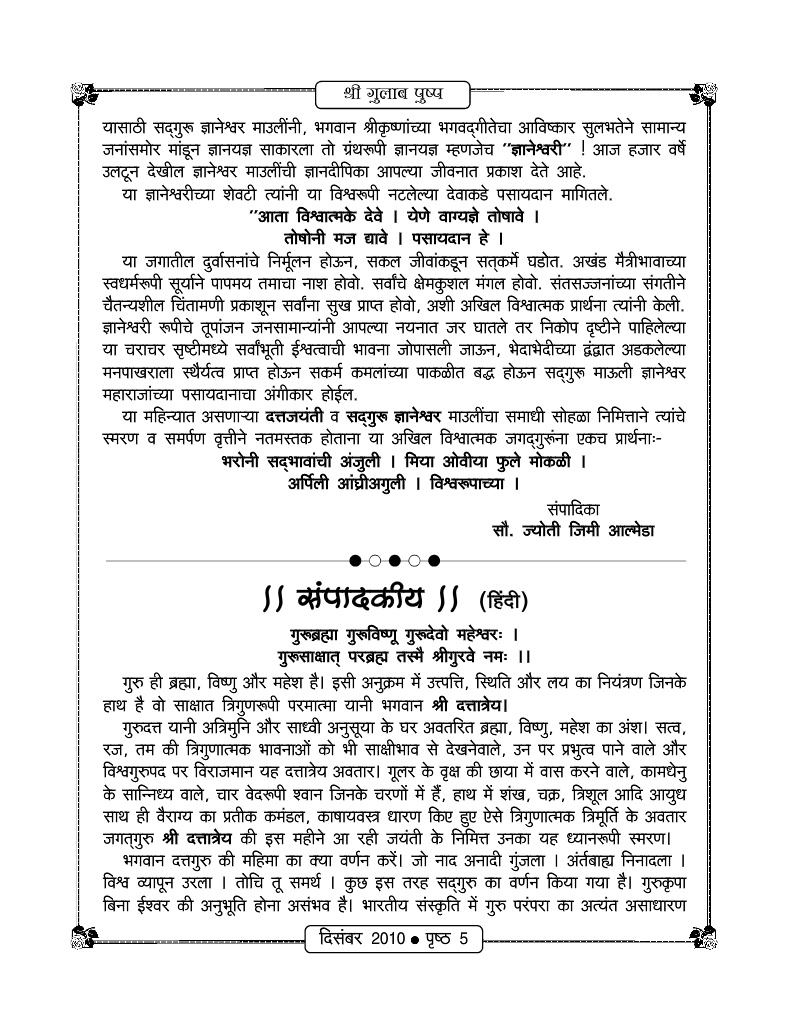 श्री गुलाब पुष्प
यासाठी सद्‌गुरू ज्ञानेश्वर माउलींनी, भगवान श्रीकृष्णांच्या भगवद्‌गीतेचा आविष्कार सुलभतेने सामान्य
जनांसमोर मांडून ज्ञानयज्ञ साकारला तो ग्रंथरूपी ज्ञानयज्ञ म्हणजेच ''ज्ञानेश्वरी'' ! आज हजार वर्षे
उलटून देखील ज्ञानेश्वर माउलींची ज्ञानदीपिका आपल्या जीवनात प्रकाश देते आहे.
या ज्ञानेश्वरीच्या शेवटी त्यांनी या विश्वरूपी नटलेल्या देवाकडे पसायदान मागितले.
''आता विश्वात्मके देवे । येणे वाग्यज्ञे तोषावे ।
तोषोनी मज द्यावे । पसायदान हे ।
या जगातील दुर्वासनांचे निर्मूलन होऊन, सकल जीवांकडून सत्‌कर्मे घडोत. अखंड मैत्रीभावाच्या
स्वधर्मरूपी सूर्याने पापमय तमाचा नाश होवो. सर्वांचे क्षेमकुशल मंगल होवो. संतसज्जनांच्या संगतीने
चैतन्यशील चिंतामणी प्रकाशून सर्वांना सुख प्राप्त होवो, अशी अखिल विश्वात्मक प्रार्थना त्यांनी केली.
ज्ञानेश्वरी रूपीचे तूपांजन जनसामान्यांनी आपल्या नयनात जर घातले तर निकोप दृष्टीने पाहिलेल्या
या चराचर सृष्टीमध्ये सर्वांभूती ईश्वत्वाची भावना जोपासली जाऊन, भेदाभेदीच्या द्वंद्वात अडकलेल्या
मनपाखराला स्थैर्यत्व प्राप्त होऊन सकर्म कमलांच्या पाकळीत बद्ध होऊन सद्‌गुरू माऊली ज्ञानेश्वर
महाराजांच्या पसायदानाचा अंगीकार होईल.
या महिन्यात असणाऱ्या दत्तजयंती व सद्‌गुरू ज्ञानेश्वर माउलींचा समाधी सोहळा निमित्ताने त्यांचे
स्मरण व समर्पण वृत्तीने नतमस्तक होताना या अखिल विश्वात्मक जगद्‌गुरूंना एकच प्रार्थनाः-
भरोनी सद्‌भावांची अंजुली । मिया ओवीया फुले मोकळी ।
अर्पिली आंघ्रीअगुली । विश्वरूपाच्या ।
संपादिका
सौ. ज्योती जिमी आल्मेडा
।। संपादकीय ।। (हिंदी)
गुरूब्रह्मा गुरूविष्णू गुरूदेवो महेश्वरः ।
गुरूसाक्षात् परब्रह्म तस्मै श्रीगुरवे नमः ।।
गुरु ही ब्रह्मा, विष्णु और महेश है। इसी अनुक्रम में उत्त्पत्ति, स्थिति और लय का नियंत्रण जिनके
हाथ है वो साक्षात त्रिगुणरूपी परमात्मा यानी भगवान श्री दत्तात्रेय।
गुरुदत्त यानी अत्रिमुनि और साध्वी अनुसूया के घर अवतरित ब्रह्मा, विष्णु, महेश का अंश। सत्व,
रज, तम की त्रिगुणात्मक भावनाओं को भी साक्षीभाव से देखनेवाले, उन पर प्रभुत्व पाने वाले और
विश्वगुरुपद पर विराजमान यह दत्तात्रेय अवतार। गूलर के वृक्ष की छाया में वास करने वाले, कामधेनु
के सान्निध्य वाले, चार वेदरूपी श्वान जिनके चरणों में हैं, हाथ में शंख, चक्र, त्रिशूल आदि आयुध
साथ ही वैराग्य का प्रतीक कमंडल, काषायवस्त्र धारण किए हुए ऐसे त्रिगुणात्मक त्रिमूर्ति के अवतार
जगत्‌गुरु श्री दत्तात्रेय की इस महीने आ रही जयंती के निमित्त उनका यह ध्यानरूपी स्मरण।
भगवान दत्तगुरु की महिमा का क्या वर्णन करें। जो नाद अनादी गुंजला । अंर्तबाह्य निनादला ।
विश्व व्यापून उरला । तोचि तू समर्थ । कुछ इस तरह सद्‌गुरु का वर्णन किया गया है। गुरुकृपा
बिना ईश्वर की अनुभूति होना असंभव है। भारतीय संस्कृति में गुरु परंपरा का अत्यंत असाधारण
दिसंबर 2010 ● पृष्ठ 5